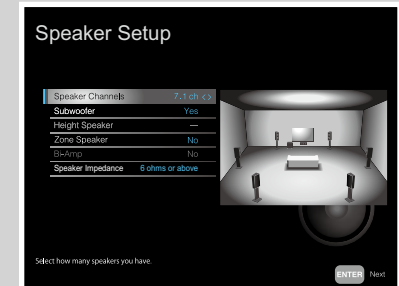 Speaker Setup
Speaker Channels 7.1 ch < >
Subwoofer Yes
Height Speaker —
Zone Speaker No
Bi-Amp No
Speaker Impedance 6 ohms or above
Select how many speakers you have.
ENTER Next